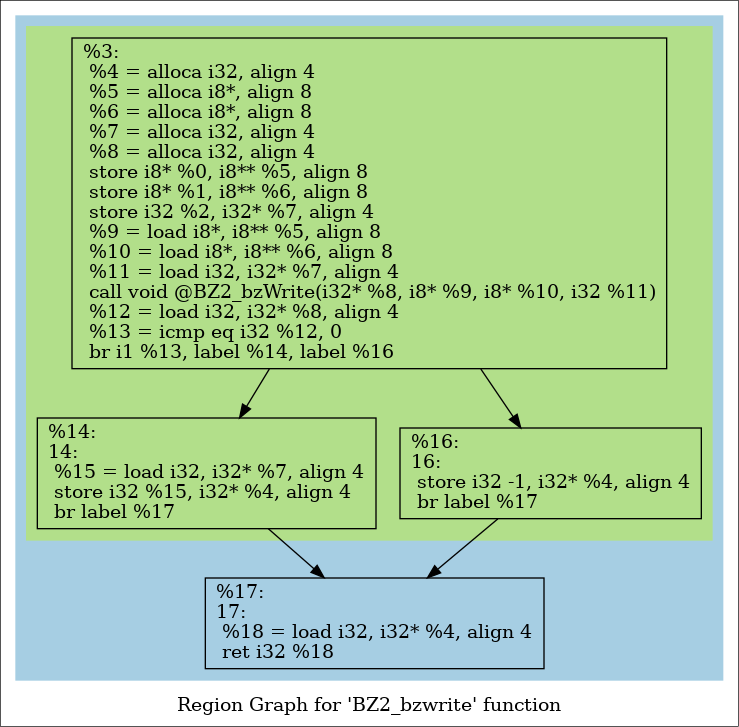 %3:
%4 = alloca i32, align 4
%5 = alloca i8*, align 8
%6 = alloca i8*, align 8
%7 = alloca i32, align 4
%8 = alloca i32, align 4
store i8* %0, i8** %5, align 8
store i8* %1, i8** %6, align 8
store i32 %2, i32* %7, align 4
%9 = load i8*, i8** %5, align 8
%10 = load i8*, i8** %6, align 8
%11 = load i32, i32* %7, align 4
call void @BZ2_bzWrite(i32* %8, i8* %9, i8* %10, i32 %11)
%12 = load i32, i32* %8, align 4
%13 = icmp eq i32 %12, 0
br i1 %13, label %14, label %16
%14:
14:
%15 = load i32, i32* %7, align 4
store i32 %15, i32* %4, align 4
br label %17
%16:
16:
store i32 -1, i32* %4, align 4
br label %17
%17:
17:
%18 = load i32, i32* %4, align 4
ret i32 %18
Region Graph for 'BZ2_bzwrite' function